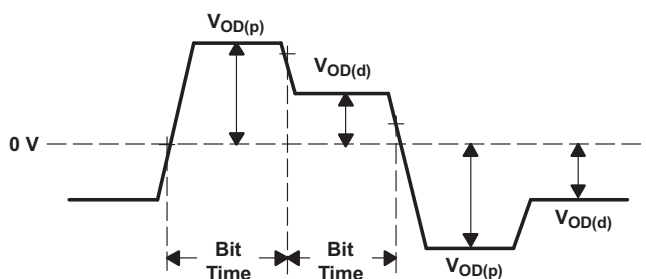 VOD(p)
VOD(d)
0 V
Bit
Time
Bit
Time
VOD(p)
VOD(d)